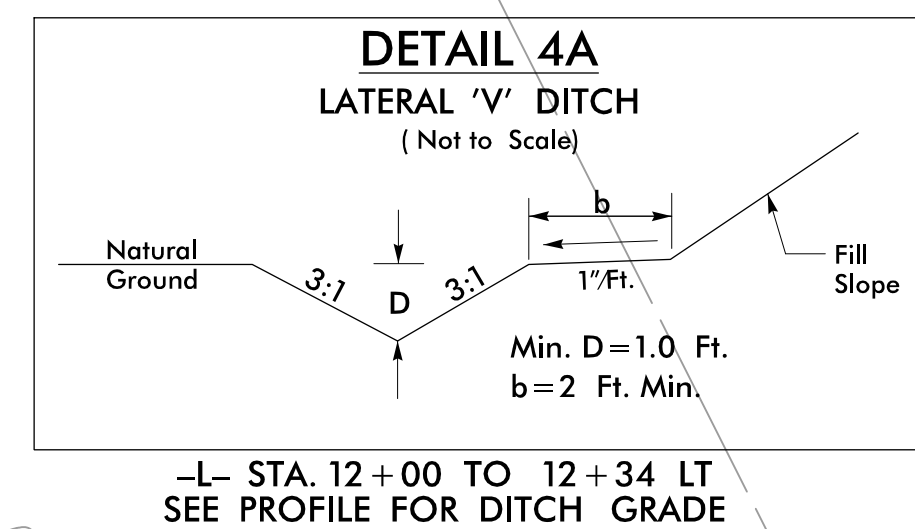 DETAIL 4A
LATERAL 'V' DITCH
( Not to Scale)
b
Natural
Ground
3:1
D
3:1
1"/Ft.
Fill
Slope
Min. D=1.0 Ft.
b=2 Ft. Min.
-L- STA. 12+00 TO 12+34 LT
SEE PROFILE FOR DITCH GRADE